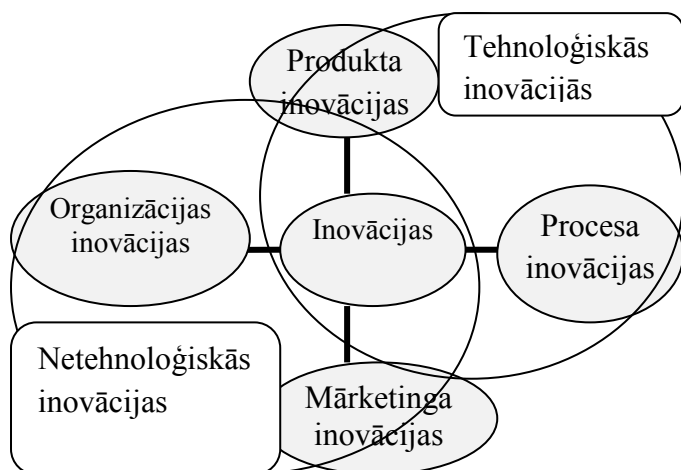 Produkta
inovācijas
Tehnoloģiskās
inovācijās
Organizācijas
inovācijas
Inovācijas
Procesa
inovācijas
Netehnoloģiskās
inovācijas
Mārketinga
inovācijas